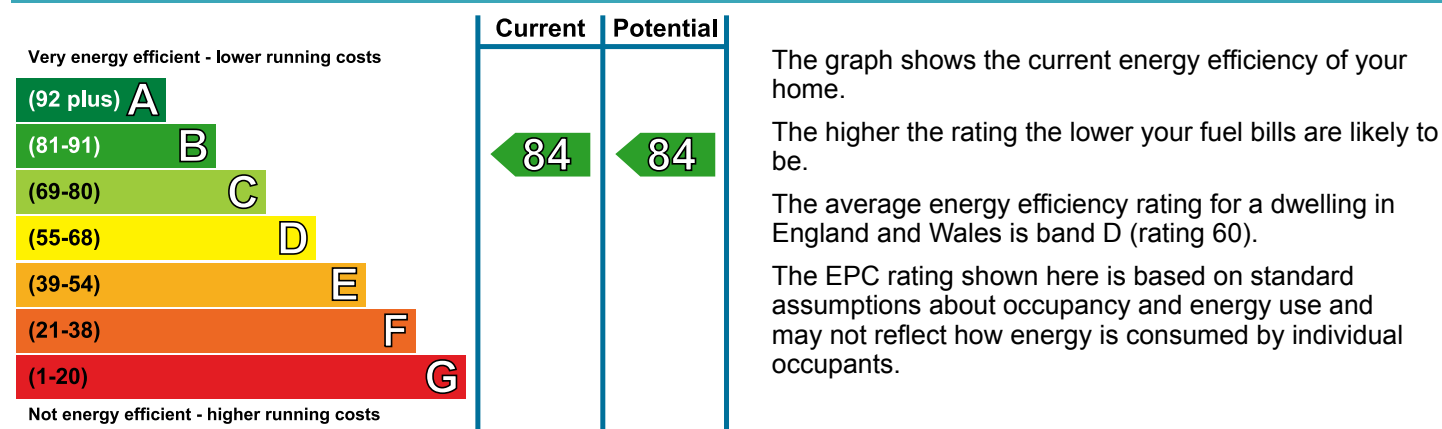 Current Potential
Very energy efficient - lower running costs
(92 plus) A
(81-91) B
84 84
(69-80) C
(55-68) D
(39-54) E
(21-38) F
(1-20) G
Not energy efficient - higher running costs
The graph shows the current energy efficiency of your
home.
The higher the rating the lower your fuel bills are likely to
be.
The average energy efficiency rating for a dwelling in
England and Wales is band D (rating 60).
The EPC rating shown here is based on standard
assumptions about occupancy and energy use and
may not reflect how energy is consumed by individual
occupants.